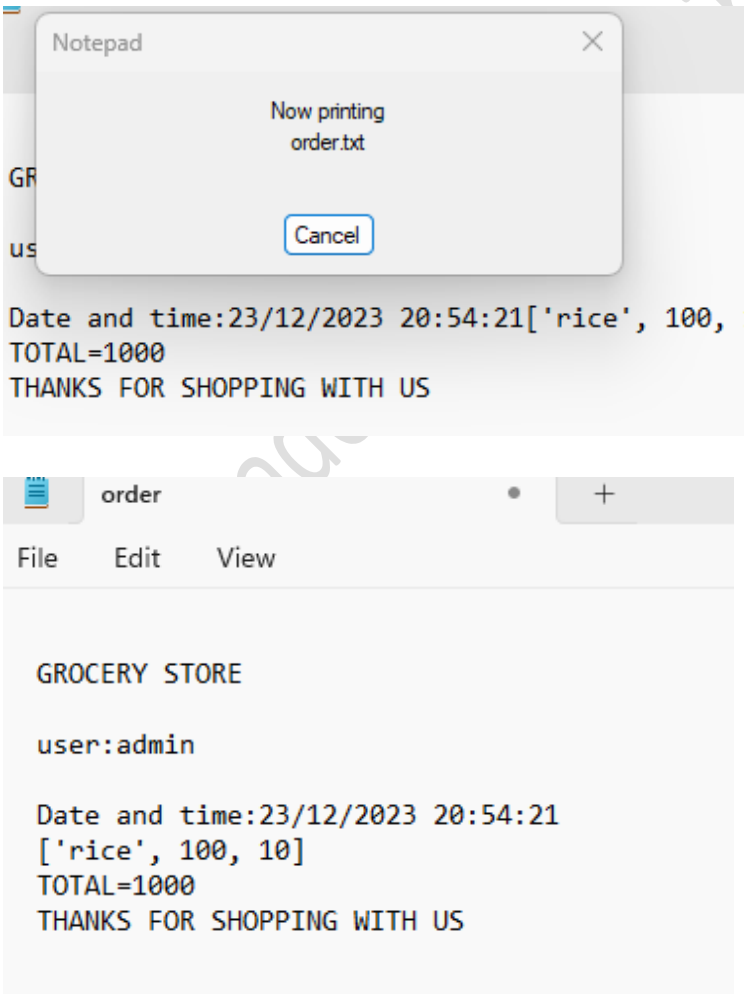 Notepad
Now printing
order.txt
Cancel
GR
us
Date and time:23/12/2023 20:54:21['rice', 100,
TOTAL=1000
THANKS FOR SHOPPING WITH US
order
+
File Edit View
GROCERY STORE
user:admin
Date and time:23/12/2023 20:54:21
['rice', 100, 10]
TOTAL=1000
THANKS FOR SHOPPING WITH US